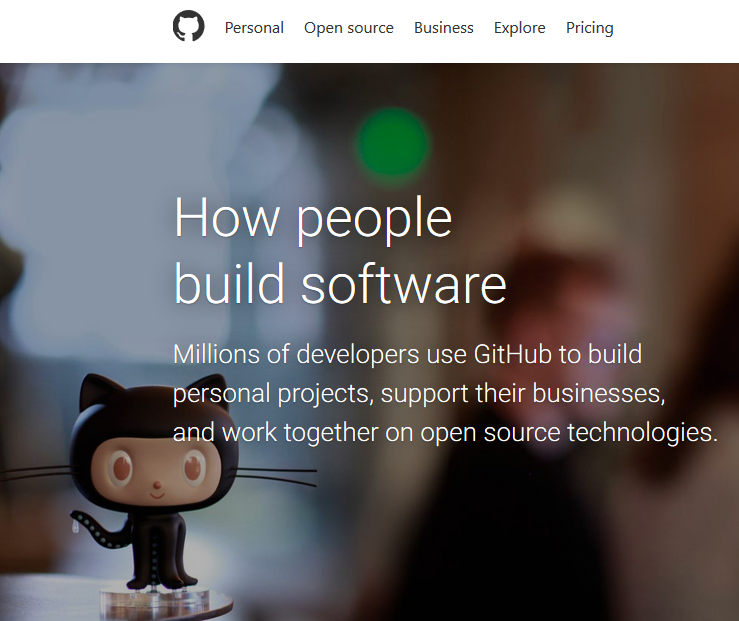 Personal Open source Business Explore Pricing
How people
build software
Millions of developers use GitHub to build
personal projects, support their businesses,
and work together on open source technologies.